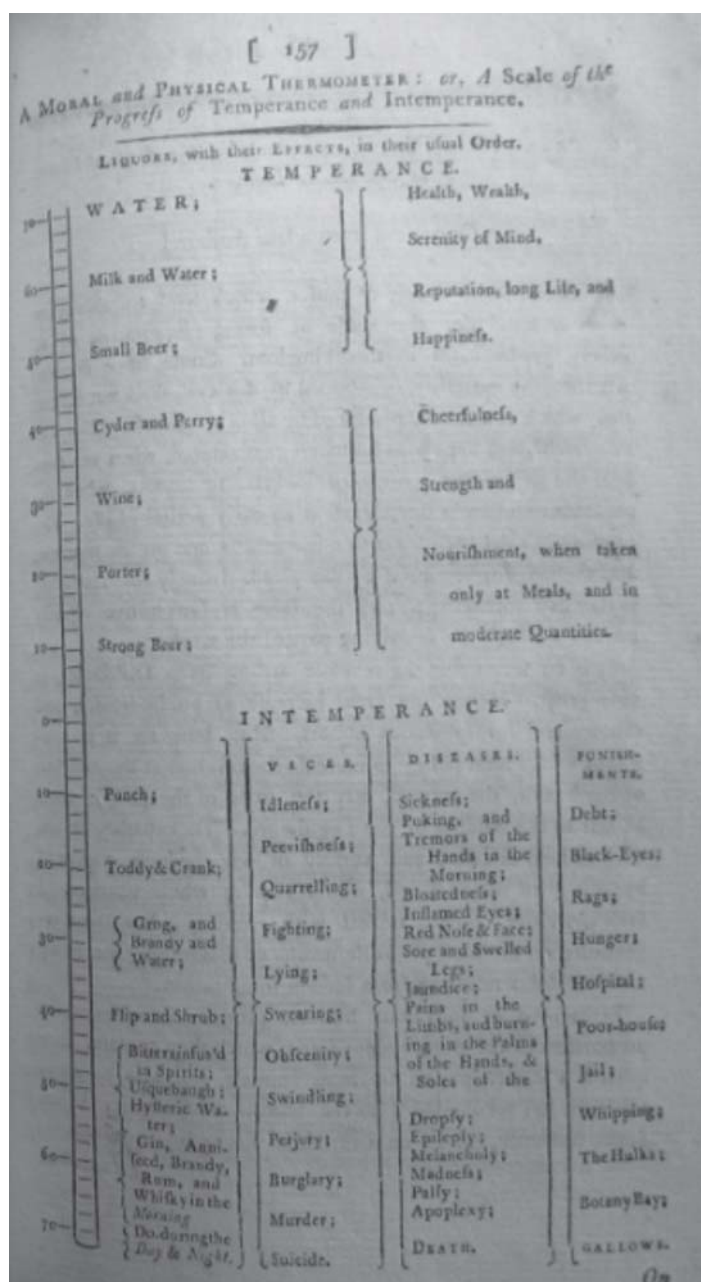 [ 157 ]
A MORAL and PHYSICAL THERMOMETER: or, A Scale of the
Progreſs of Temperance and Intemperance.
LIQUORS, with their EFFECTS, in their uſual Order.
TEMPERANCE.
70
WATER;
60
Milk and Water;
50
Small Beer;
Health, Wealth,
Serenity of Mind,
Reputation, long Life, and
Happineſs.
40
Cyder and Perry;
30
Wine;
20
Porter;
10
Strong Beer;
Cheerfulneſs,
Strength and
Nouriſhment, when taken
only at Meals, and in
moderate Quantities.
0
INTEMPERANCE.
10
Punch;
20
Toddy & Crank;
30
Grog, and
Brandy and
Water;
40
Flip and Shrub;
50
Bitters infus'd
in Spirits;
Uſquebaugh;
Hyſteric Wa-
ter;
60
Gin, Anni-
ſeed, Brandy,
Rum, and
Whiſky in the
Morning
70
Do. during the
Day & Night.
VICES.
Idleneſs;
Peeviſhneſs;
Quarrelling;
Fighting;
Lying;
Swearing;
Obſcenity;
Swindling;
Perjury;
Burglary;
Murder;
Suicide.
DISEASES.
Sickneſs;
Puking, and
Tremors of the
Hands in the
Morning;
Bloatedneſs;
Inflamed Eyes;
Red Noſe & Face;
Sore and Swelled
Legs;
Jaundice;
Pains in the
Limbs, and burn-
ing in the Palms
of the Hands, &
Soles of the
Dropſy;
Epilepſy;
Melancholy;
Madneſs;
Palſy;
Apoplexy;
DEATH.
PUNISH-
MENTS.
Debt;
Black-Eyes;
Rags;
Hunger;
Hoſpital;
Poor-houſe;
Jail;
Whipping;
The Hulks;
Botany Bay;
GALLOWS.
On